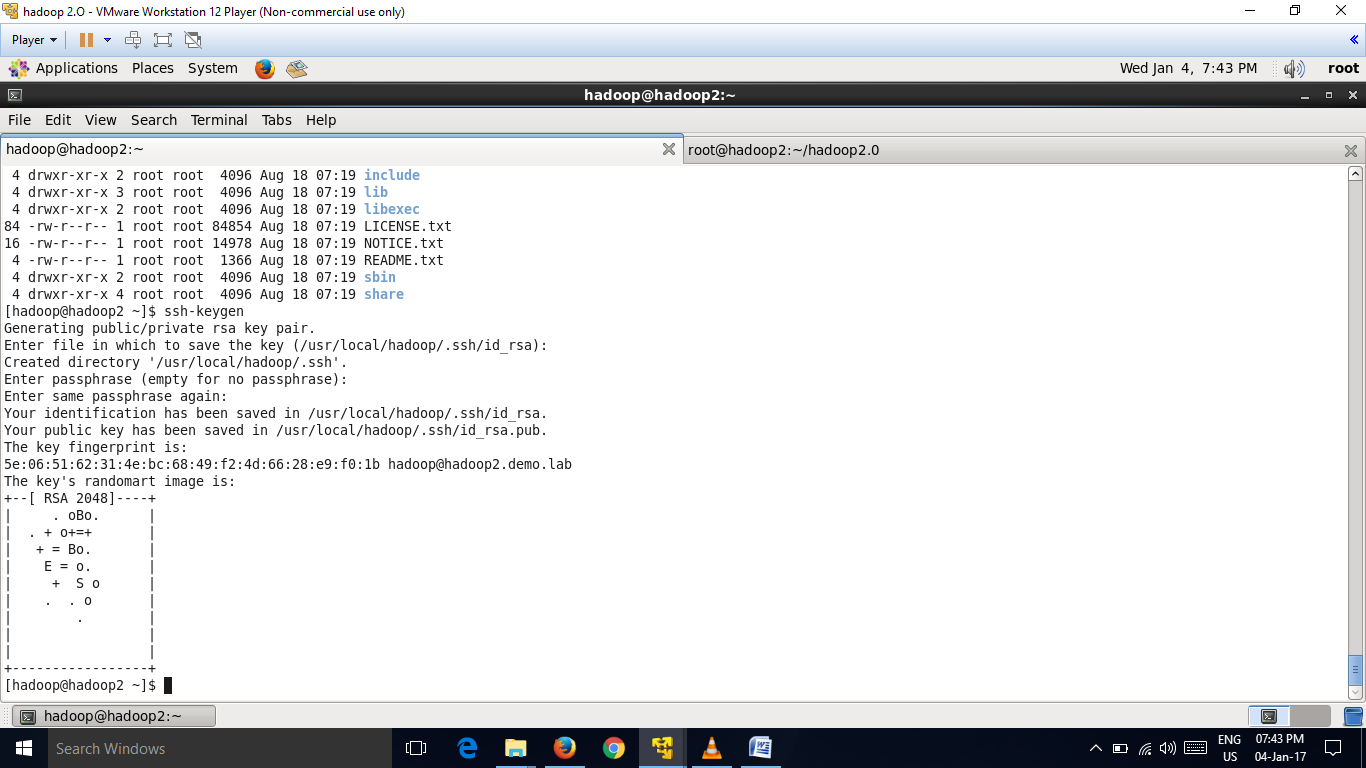 hadoop 2.O - VMware Workstation 12 Player (Non-commercial use only)
Player
Applications Places System Wed Jan 4, 7:43 PM root
hadoop@hadoop2:~
File Edit View Search Terminal Tabs Help
hadoop@hadoop2:~ root@hadoop2:~/hadoop2.0
 4 drwxr-xr-x 2 root root  4096 Aug 18 07:19 include
 4 drwxr-xr-x 3 root root  4096 Aug 18 07:19 lib
 4 drwxr-xr-x 2 root root  4096 Aug 18 07:19 libexec
84 -rw-r--r-- 1 root root 84854 Aug 18 07:19 LICENSE.txt
16 -rw-r--r-- 1 root root 14978 Aug 18 07:19 NOTICE.txt
 4 -rw-r--r-- 1 root root  1366 Aug 18 07:19 README.txt
 4 drwxr-xr-x 2 root root  4096 Aug 18 07:19 sbin
 4 drwxr-xr-x 4 root root  4096 Aug 18 07:19 share
[hadoop@hadoop2 ~]$ ssh-keygen
Generating public/private rsa key pair.
Enter file in which to save the key (/usr/local/hadoop/.ssh/id_rsa):
Created directory '/usr/local/hadoop/.ssh'.
Enter passphrase (empty for no passphrase):
Enter same passphrase again:
Your identification has been saved in /usr/local/hadoop/.ssh/id_rsa.
Your public key has been saved in /usr/local/hadoop/.ssh/id_rsa.pub.
The key fingerprint is:
5e:06:51:62:31:4e:bc:68:49:f2:4d:66:28:e9:f0:1b hadoop@hadoop2.demo.lab
The key's randomart image is:
+--[ RSA 2048]----+
|     . oBo.      |
|  . + o+=+       |
|   + = Bo.       |
|    E = o.       |
|     +  S o      |
|    .  . o       |
|        .        |
|                 |
|                 |
+-----------------+
[hadoop@hadoop2 ~]$
hadoop@hadoop2:~
Search Windows
ENG 07:43 PM
US 04-Jan-17